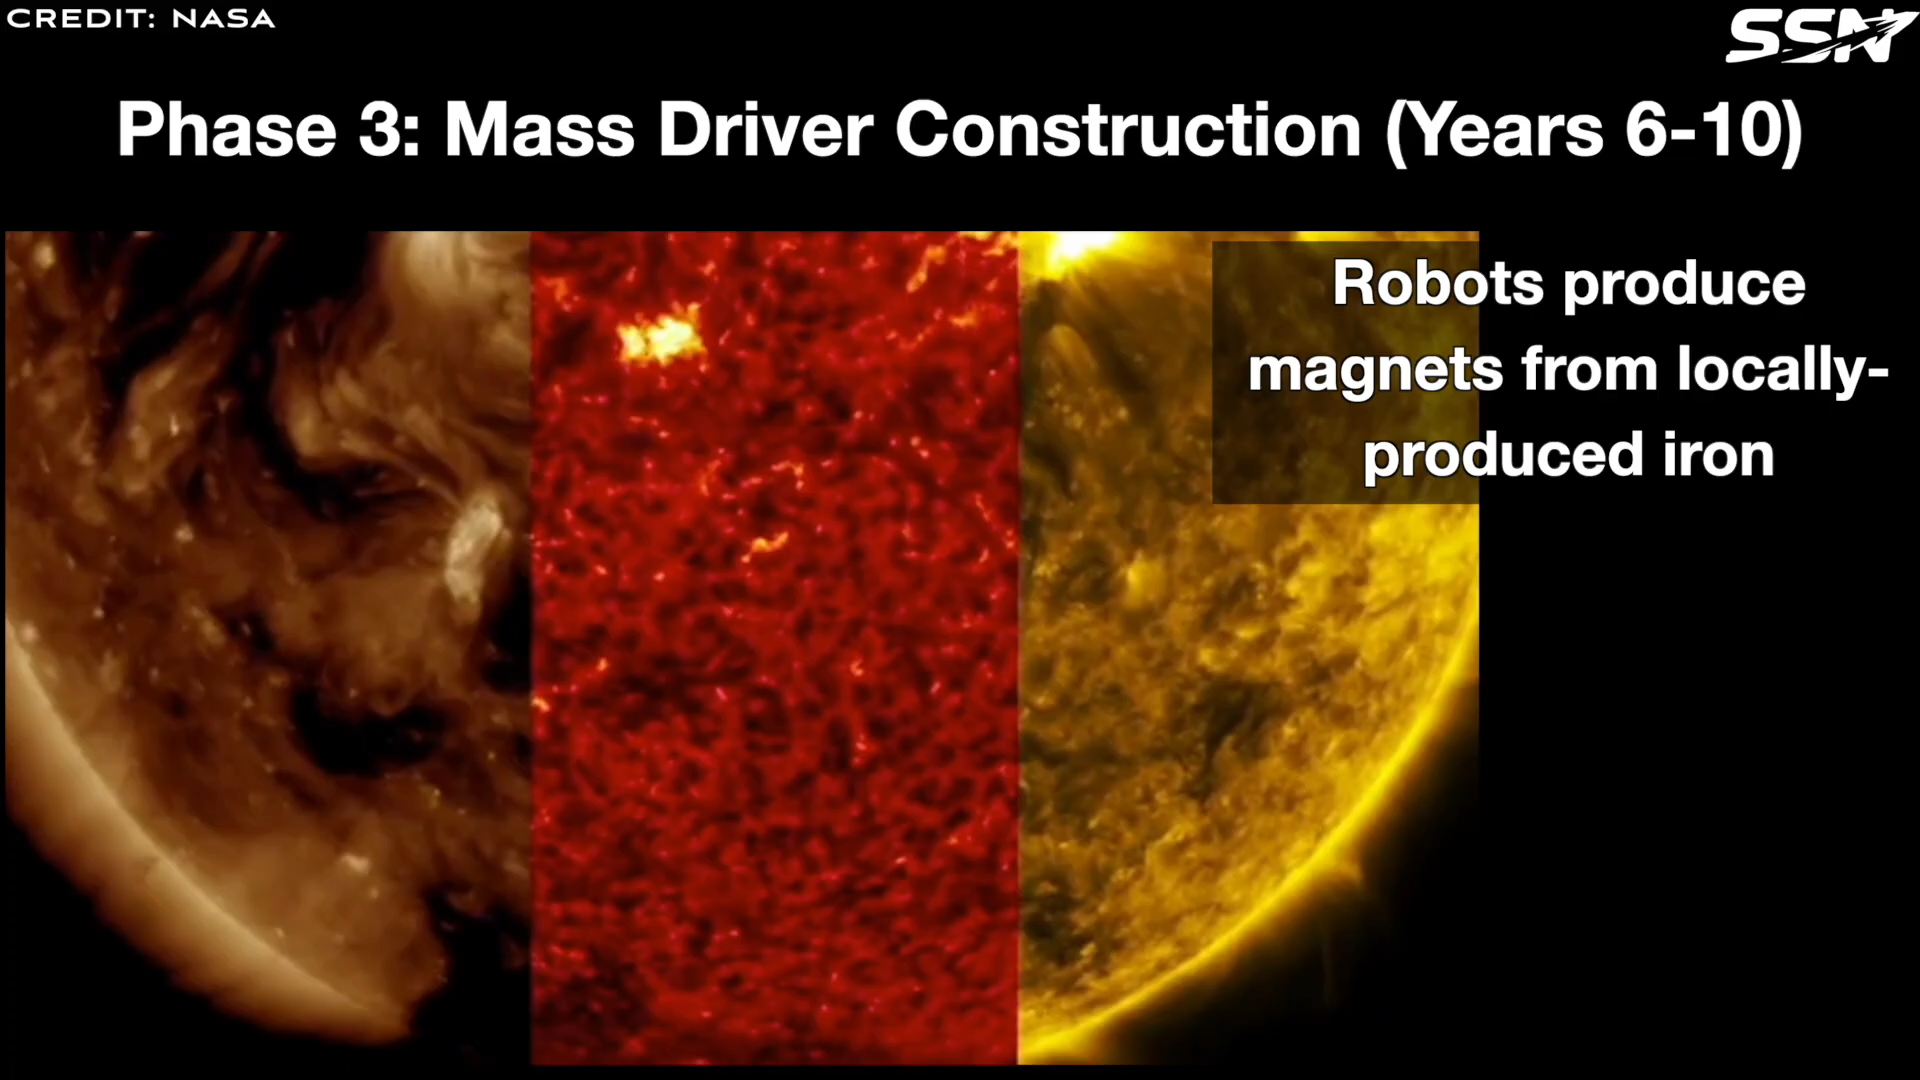 CREDIT: NASA
SSN
Phase 3: Mass Driver Construction (Years 6-10)
Robots produce
magnets from locally-
produced iron